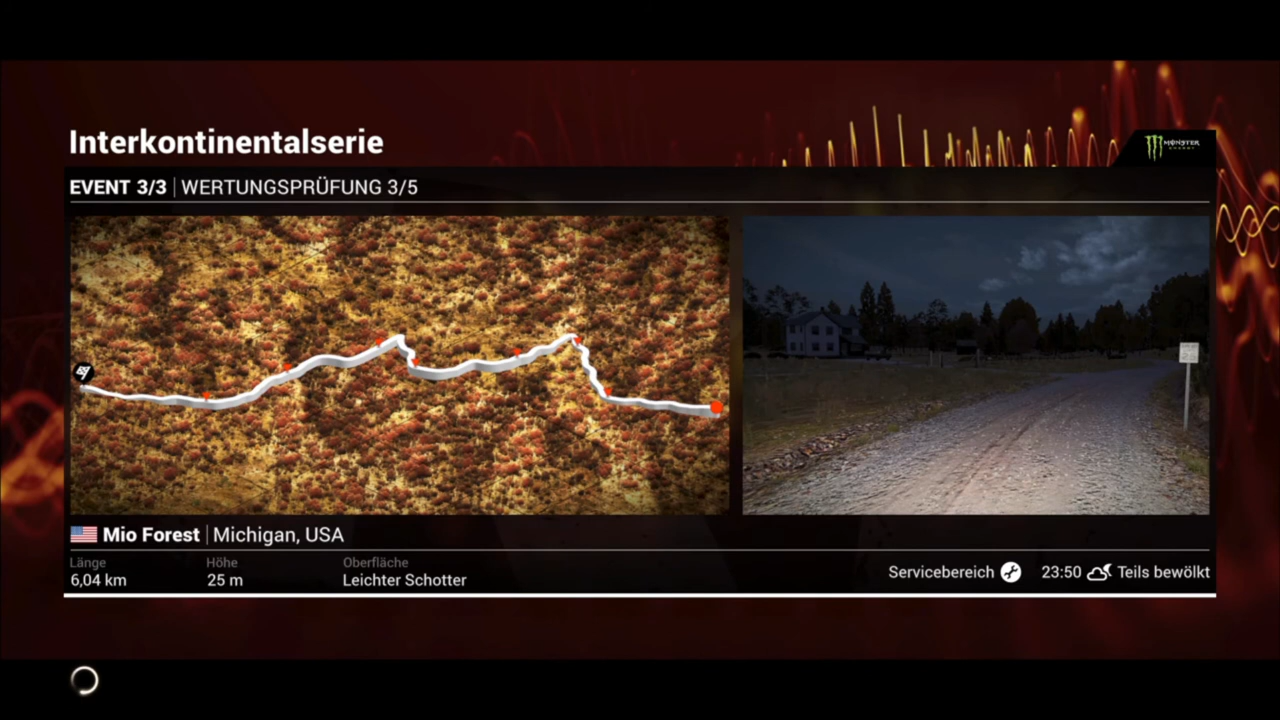 Interkontinentalserie
MONSTER
ENERGY
EVENT 3/3 | WERTUNGSPRÜFUNG 3/5
Mio Forest | Michigan, USA
Länge
6,04 km
Höhe
25 m
Oberfläche
Leichter Schotter
Servicebereich
23:50 Teils bewölkt